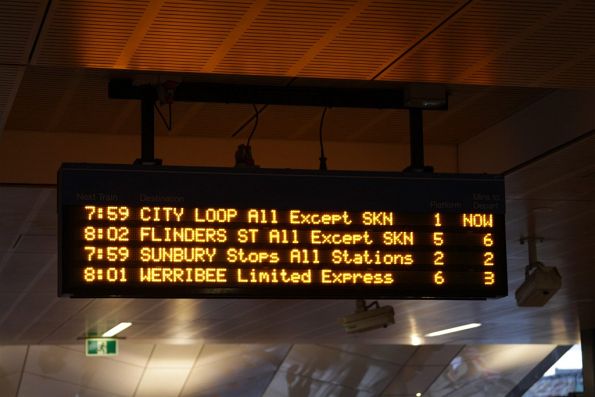 Next Train Destination Platform Mins to
Depart
7:59 CITY LOOP All Except SKN 1 NOW
8:02 FLINDERS ST All Except SKN 5 6
7:59 SUNBURY Stops All Stations 2 2
8:01 WERRIBEE Limited Express 6 3